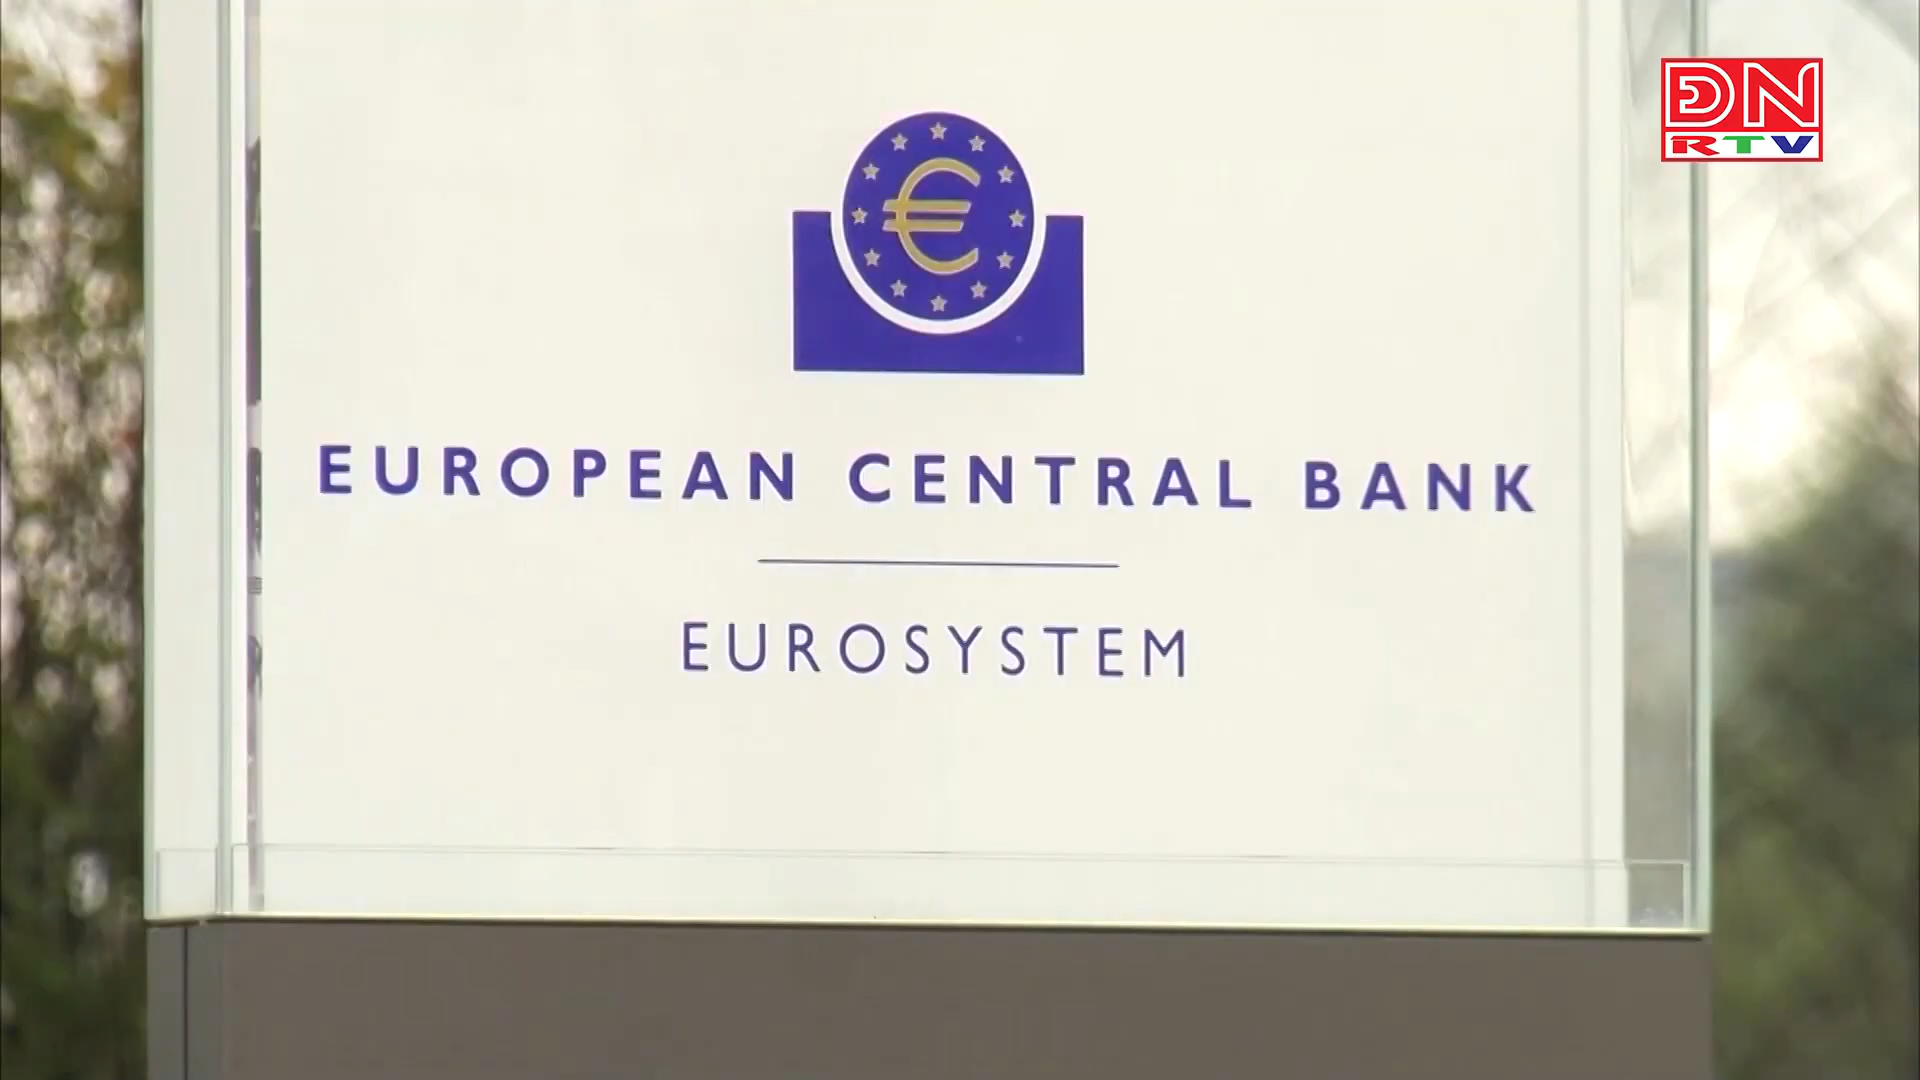 ĐN
RTV
€
EUROPEAN CENTRAL BANK
EUROSYSTEM